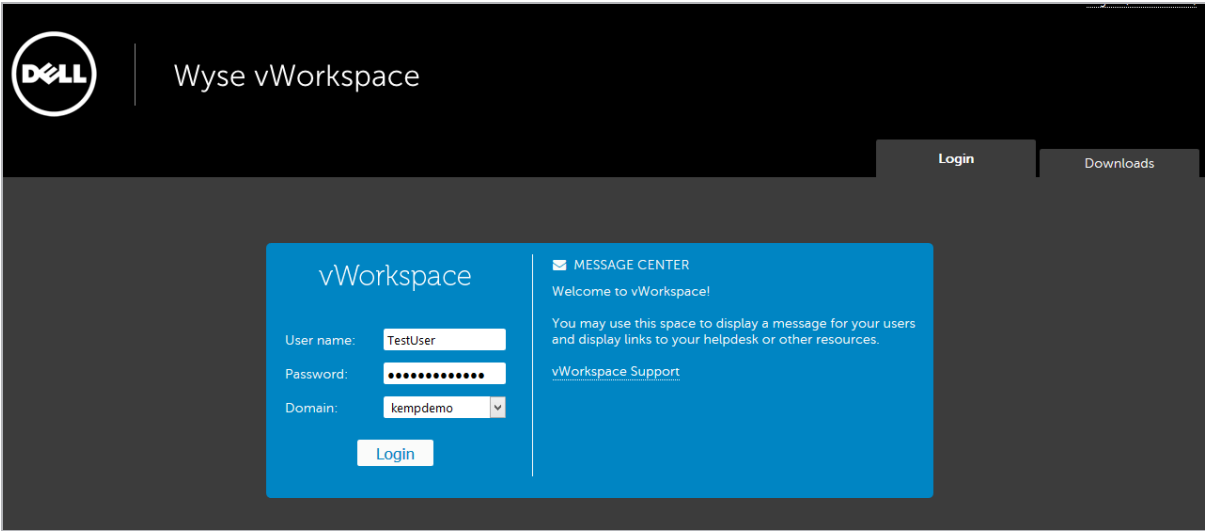 DELL
Wyse vWorkspace
Login
Downloads
vWorkspace
User name:
TestUser
Password:
•••••••••••••
Domain:
kempdemo
Login
MESSAGE CENTER
Welcome to vWorkspace!
You may use this space to display a message for your users
and display links to your helpdesk or other resources.
vWorkspace Support